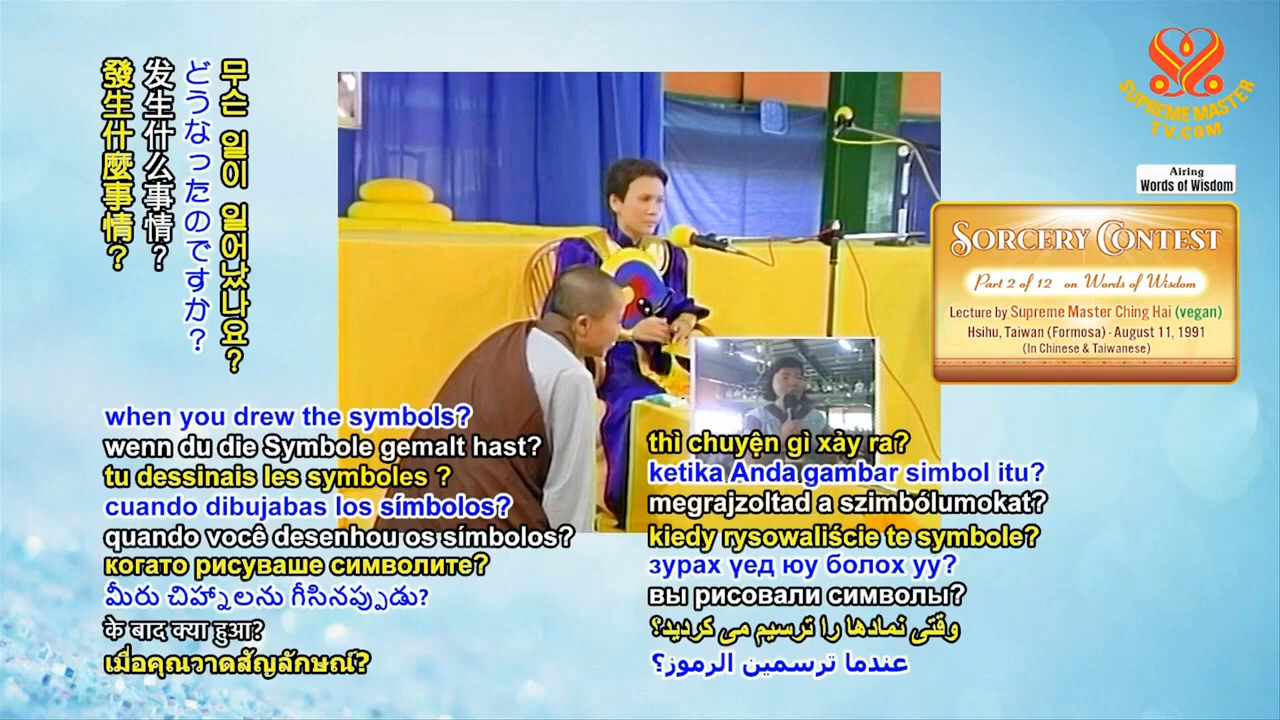 發生什麼事情？
发生什么事情？
どうなったのですか？
무슨 일이 일어났나요?
SUPREME MASTER
TV.COM
Airing
Words of Wisdom
SORCERY CONTEST
Part 2 of 12 on Words of Wisdom
Lecture by Supreme Master Ching Hai (vegan)
Hsihu, Taiwan (Formosa) - August 11, 1991
(In Chinese & Taiwanese)
when you drew the symbols?
wenn du die Symbole gemalt hast?
tu dessinais les symboles ?
cuando dibujabas los símbolos?
quando você desenhou os símbolos?
когато рисуваше символите?
మీరు చిహ్నాలను గీసినప్పుడు?
के बाद क्या हुआ?
เมื่อคุณวาดสัญลักษณ์?
thì chuyện gì xảy ra?
ketika Anda gambar simbol itu?
megrajzoltad a szimbólumokat?
kiedy rysowaliście te symbole?
зурах үед юу болох уу?
вы рисовали символы?
وقتی نمادها را ترسیم می کردید؟
عندما ترسمين الرموز؟